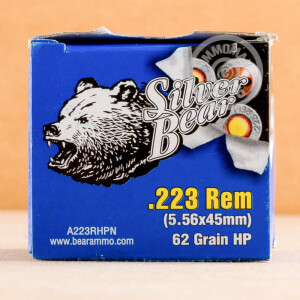 Silver
Bear
.223 Rem
(5.56x45mm)
62 Grain HP
A223RHPN
www.bearammo.com